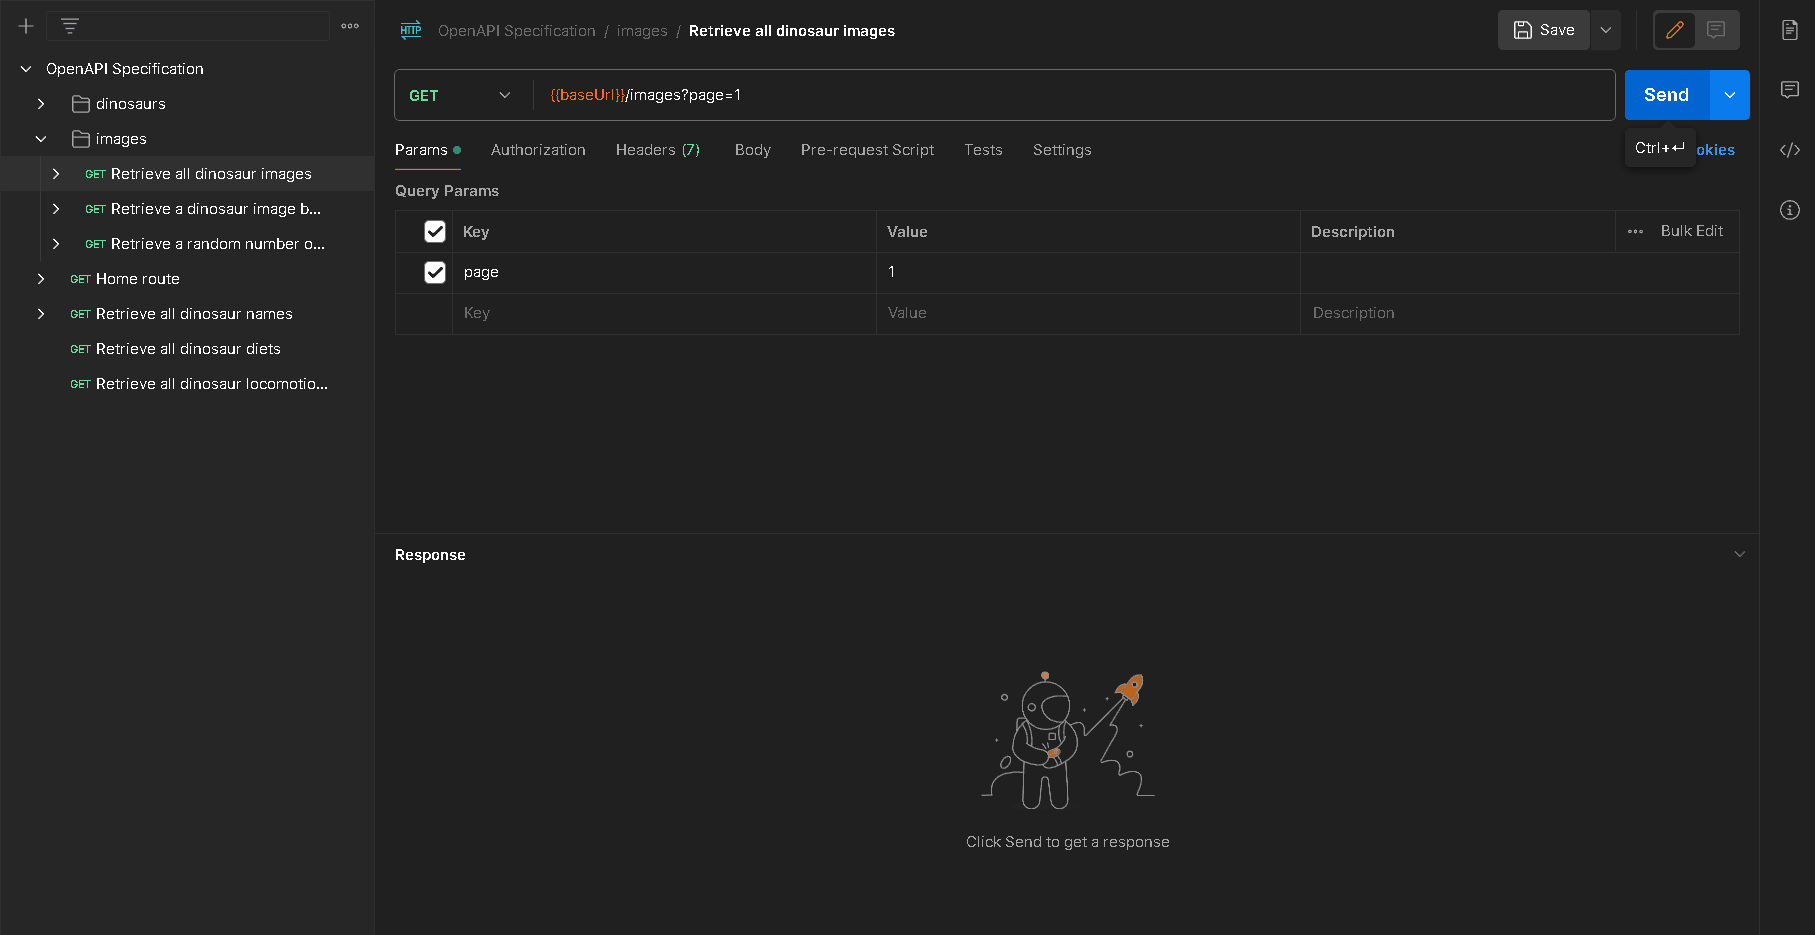 HTTP OpenAPI Specification / images / Retrieve all dinosaur images
Save
OpenAPI Specification
dinosaurs
images
GET Retrieve all dinosaur images
GET Retrieve a dinosaur image b...
GET Retrieve a random number o...
GET Home route
GET Retrieve all dinosaur names
GET Retrieve all dinosaur diets
GET Retrieve all dinosaur locomotio...
GET {{baseUrl}}/images?page=1
Send
Ctrl+↵
Params Authorization Headers (7) Body Pre-request Script Tests Settings okies
Query Params
Key Value Description Bulk Edit
page 1
Key Value Description
Response
Click Send to get a response